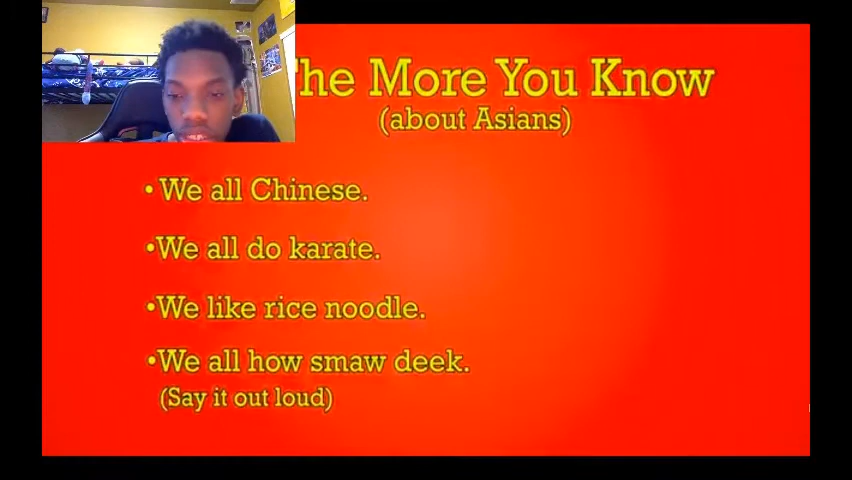 The More You Know
(about Asians)
• We all Chinese.
•We all do karate.
•We like rice noodle.
•We all how smaw deek.
(Say it out loud)